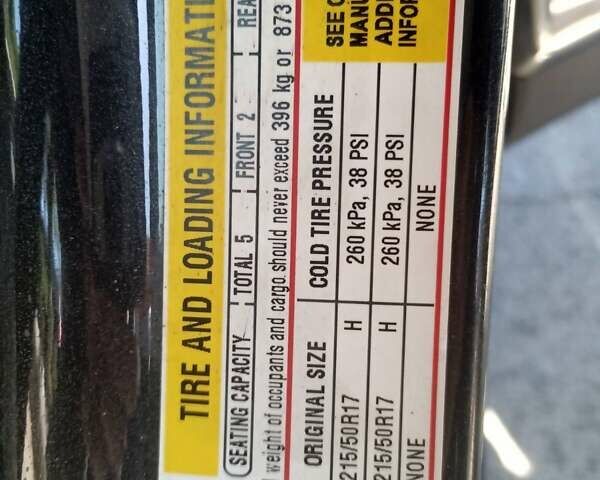 TIRE AND LOADING INFORMATI
SEATING CAPACITY TOTAL 5 FRONT 2 REA
weight of occupants and cargo should never exceed 396 kg or 873
ORIGINAL SIZE COLD TIRE PRESSURE SEE O
MANU
215/50R17 H 260 kPa, 38 PSI ADDI
215/50R17 H 260 kPa, 38 PSI INFOR
NONE NONE